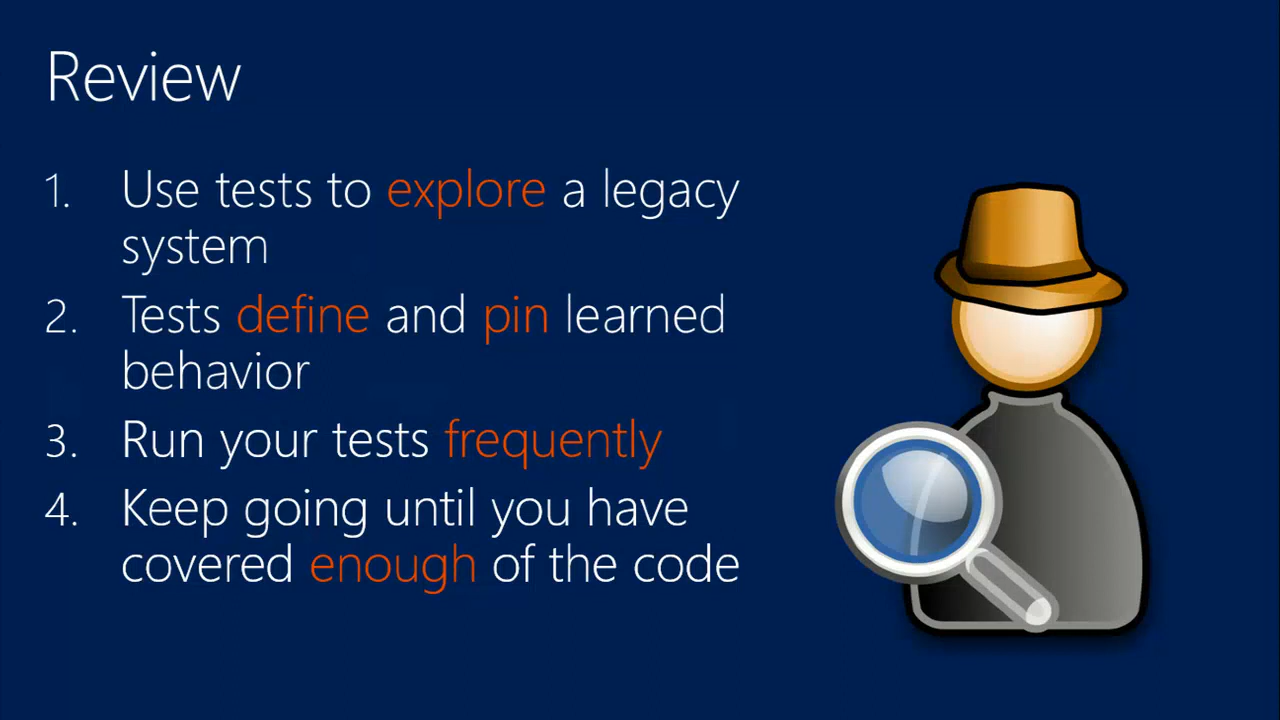 Review
1. Use tests to explore a legacy
system
2. Tests define and pin learned
behavior
3. Run your tests frequently
4. Keep going until you have
covered enough of the code